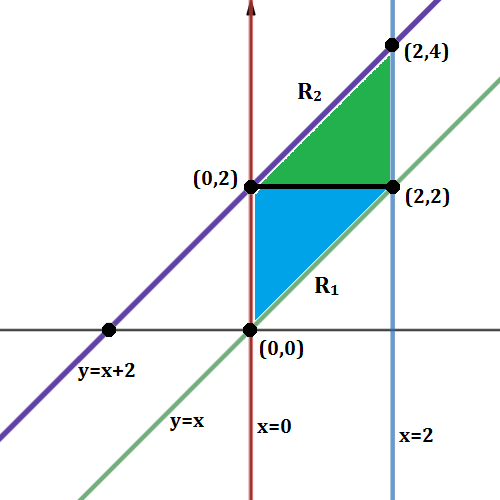 (2,4)
R₂
(0,2)
(2,2)
R₁
(0,0)
y=x+2
y=x
x=0
x=2